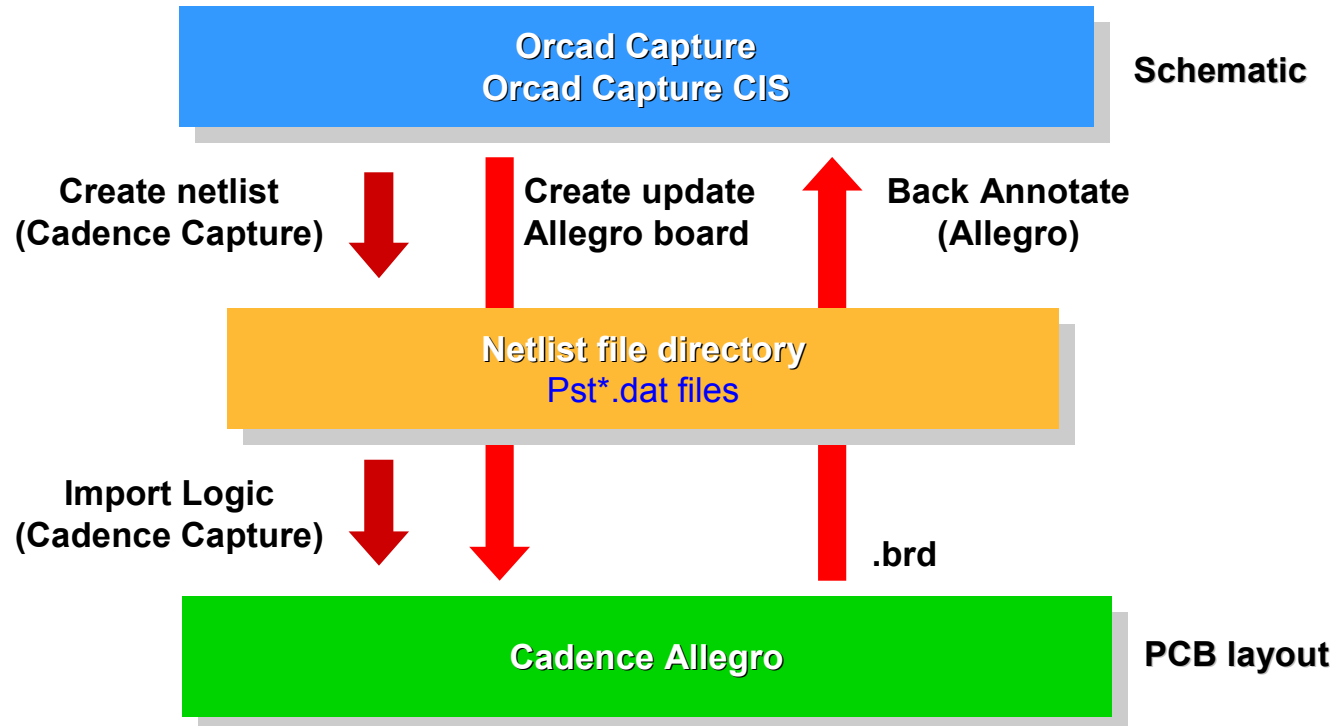 Orcad Capture
Orcad Capture CIS
Schematic
Create netlist
(Cadence Capture)
Create update
Allegro board
Back Annotate
(Allegro)
Netlist file directory
Pst*.dat files
Import Logic
(Cadence Capture)
.brd
Cadence Allegro
PCB layout